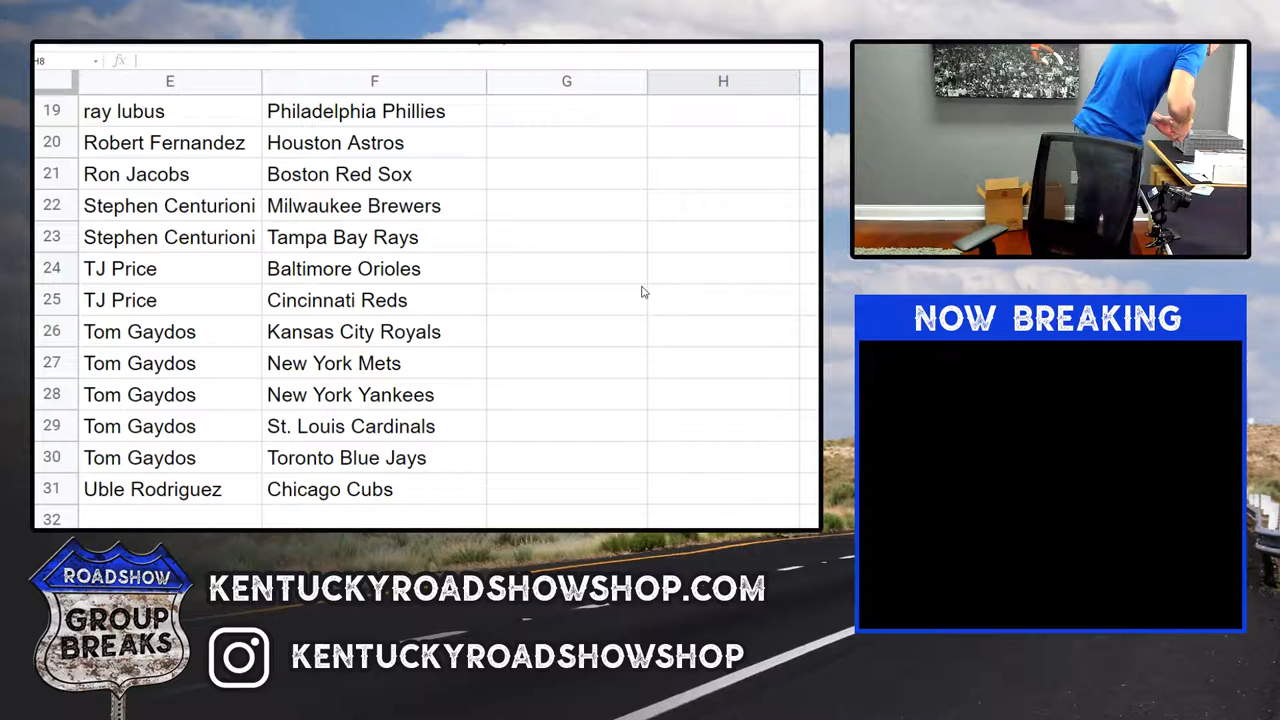 H8 fx
E F G H
19 ray lubus Philadelphia Phillies
20 Robert Fernandez Houston Astros
21 Ron Jacobs Boston Red Sox
22 Stephen Centurioni Milwaukee Brewers
23 Stephen Centurioni Tampa Bay Rays
24 TJ Price Baltimore Orioles
25 TJ Price Cincinnati Reds
26 Tom Gaydos Kansas City Royals
27 Tom Gaydos New York Mets
28 Tom Gaydos New York Yankees
29 Tom Gaydos St. Louis Cardinals
30 Tom Gaydos Toronto Blue Jays
31 Uble Rodriguez Chicago Cubs
32
NOW BREAKING
ROADSHOW
GROUP
BREAKS
KENTUCKYROADSHOWSHOP.COM
KENTUCKYROADSHOWSHOP